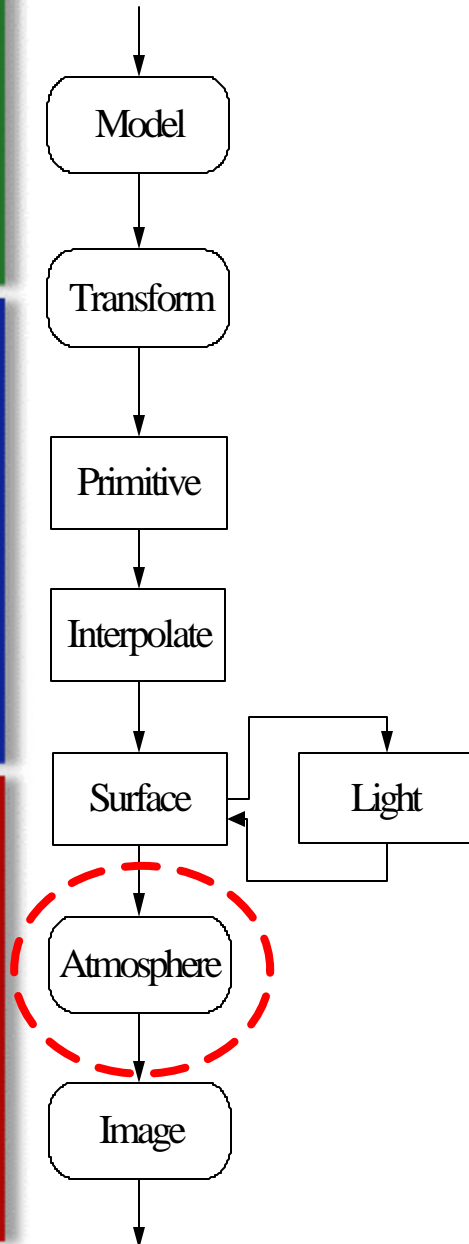 Model
Transform
Primitive
Interpolate
Surface
Light
Atmosphere
Image